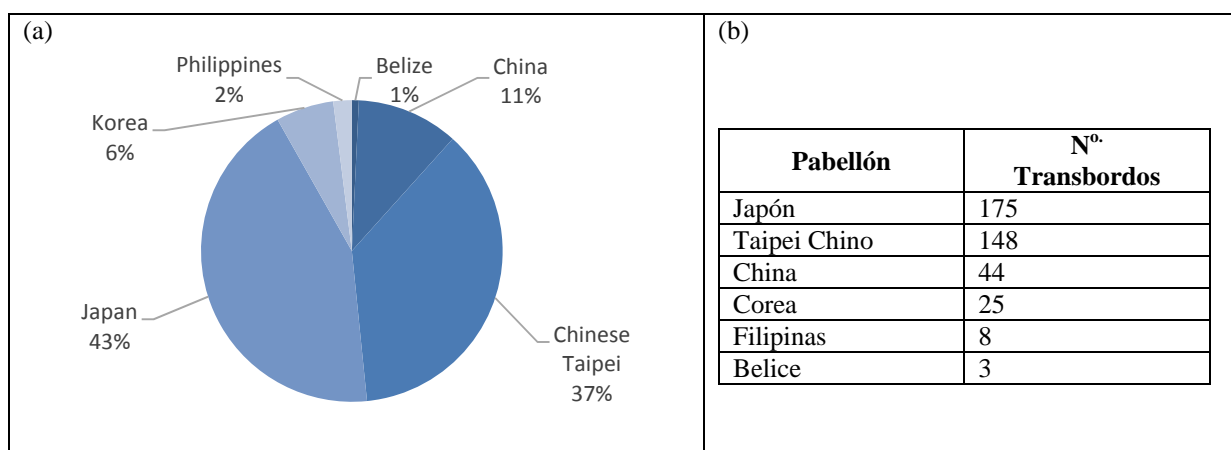 (a)
Philippines
2%
Belize
1%
China
11%
Korea
6%
Japan
43%
Chinese
Taipei
37%
(b)
Pabellón
Nº.
Transbordos
Japón 175
Taipei Chino 148
China 44
Corea 25
Filipinas 8
Belice 3